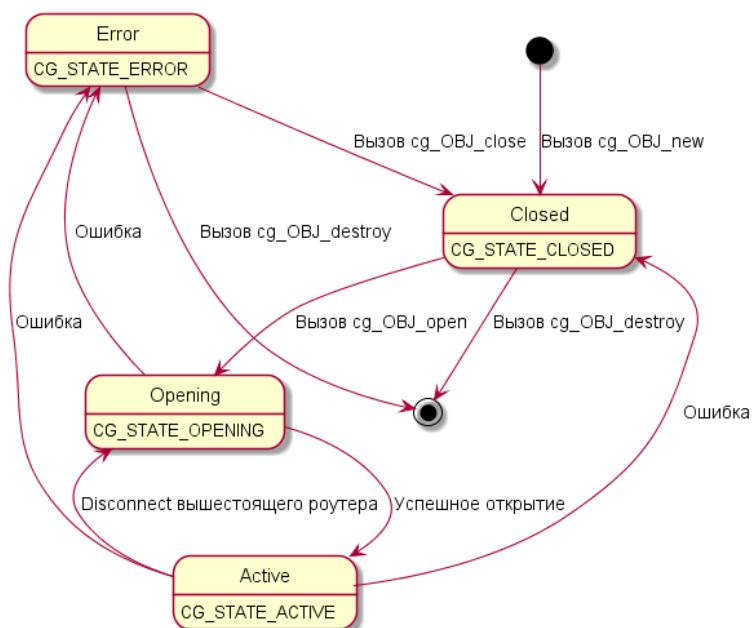 Error
CG_STATE_ERROR
Вызов cg_OBJ_close
Вызов cg_OBJ_new
Closed
CG_STATE_CLOSED
Ошибка
Вызов cg_OBJ_destroy
Ошибка
Вызов cg_OBJ_open
Вызов cg_OBJ_destroy
Opening
CG_STATE_OPENING
Ошибка
Disconnect вышестоящего роутера
Успешное открытие
Active
CG_STATE_ACTIVE